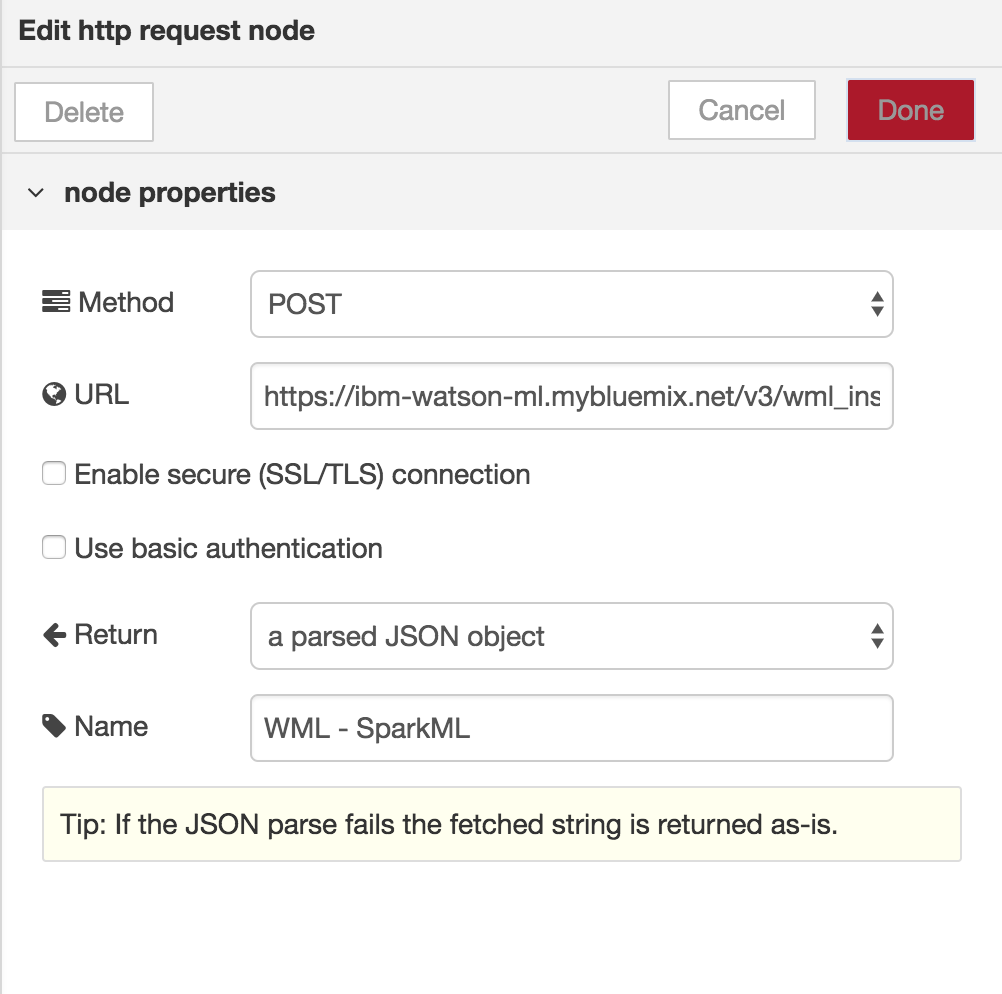 Edit http request node
Delete Cancel Done
node properties
Method POST
URL https://ibm-watson-ml.mybluemix.net/v3/wml_ins
Enable secure (SSL/TLS) connection
Use basic authentication
Return a parsed JSON object
Name WML - SparkML
Tip: If the JSON parse fails the fetched string is returned as-is.